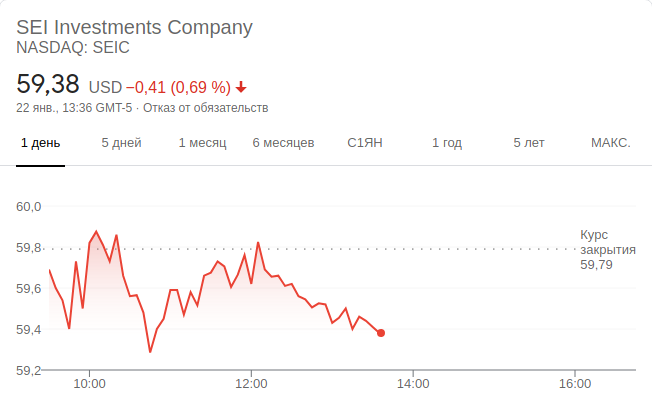 SEI Investments Company
NASDAQ: SEIC
59,38 USD −0,41 (0,69 %)
22 янв., 13:36 GMT-5 · Отказ от обязательств
1 день 5 дней 1 месяц 6 месяцев С1ЯН 1 год 5 лет МАКС.
60,0
59,8
59,6
59,4
59,2
Курс
закрытия
59,79
10:00 12:00 14:00 16:00